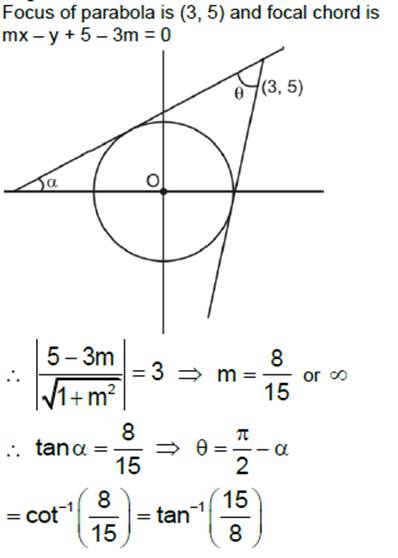 Focus of parabola is (3, 5) and focal chord is
mx – y + 5 – 3m = 0
θ (3, 5)
α
O
∴ |(5 – 3m)/√(1+m²)| = 3 ⇒ m = 8/15 or ∞
∴ tan α = 8/15 ⇒ θ = π/2 – α
= cot⁻¹(8/15) = tan⁻¹(15/8)